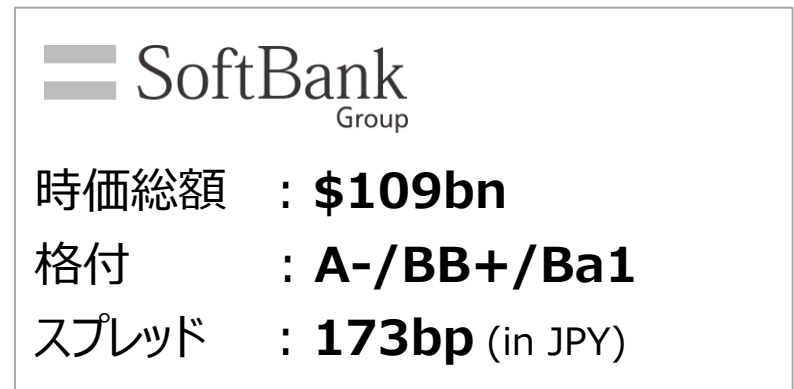 SoftBank
Group
時価総額 : $109bn
格付 : A-/BB+/Ba1
スプレッド : 173bp (in JPY)